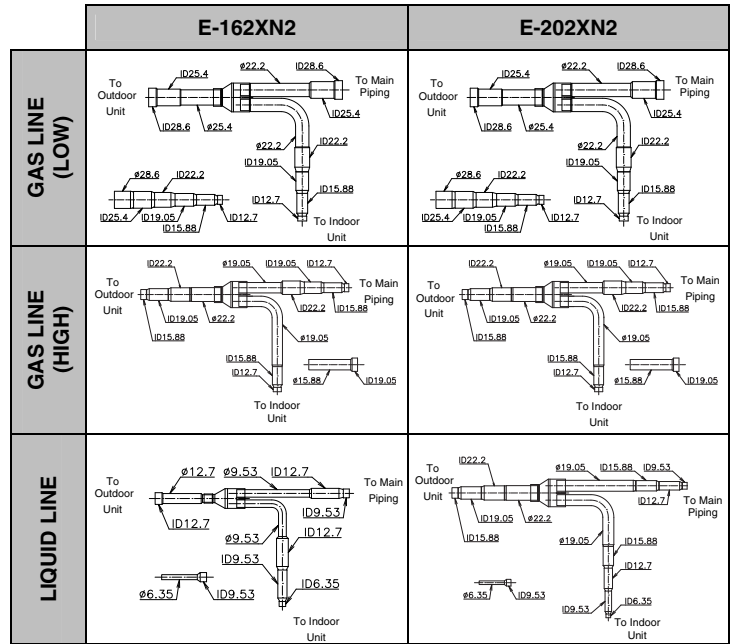 E-162XN2
E-202XN2
GAS LINE
(LOW)
ID25.4
ø22.2
ID28.6
To
Outdoor
Unit
To Main
Piping
ID28.6
ø25.4
ID25.4
ø22.2
ID22.2
ID19.05
ø28.6
ID22.2
ID15.88
ID25.4
ID19.05
ID15.88
ID12.7
To Indoor
Unit
ID25.4
ø22.2
ID28.6
To
Outdoor
Unit
To Main
Piping
ID28.6
ø25.4
ID25.4
ø22.2
ID22.2
ID19.05
ø28.6
ID22.2
ID15.88
ID25.4
ID19.05
ID15.88
ID12.7
To Indoor
Unit
GAS LINE
(HIGH)
ID22.2
ø19.05
ID19.05
ID12.7
To
Outdoor
Unit
To Main
Piping
ID19.05
ID15.88
ø22.2
ID22.2
ID15.88
ø19.05
ID15.88
ID12.7
ø15.88
ID19.05
To Indoor
Unit
ID22.2
ø19.05
ID19.05
ID12.7
To
Outdoor
Unit
To Main
Piping
ID19.05
ID15.88
ø22.2
ID22.2
ID15.88
ø19.05
ID15.88
ID12.7
ø15.88
ID19.05
To Indoor
Unit
LIQUID LINE
ø12.7
ø9.53
ID12.7
To
Outdoor
Unit
To Main
Piping
ID12.7
ID9.53
ø9.53
ID12.7
ID9.53
ø6.35
ID9.53
ID6.35
To Indoor
Unit
ID22.2
ø19.05
ID15.88
ID9.53
To
Outdoor
Unit
To Main
Piping
ID12.7
ID19.05
ø22.2
ID15.88
ø19.05
ID15.88
ID12.7
ø6.35
ID9.53
ID9.53
ID6.35
To Indoor
Unit